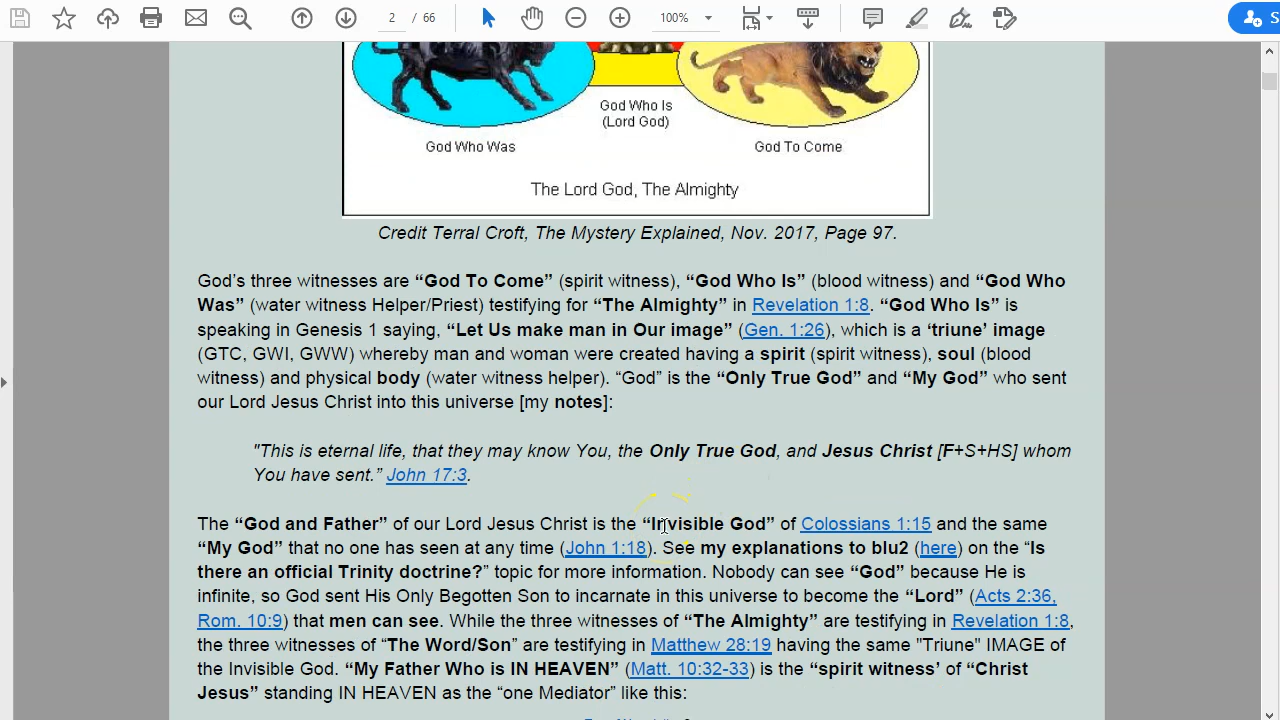 2 / 66
100%
S
God Who Is
(Lord God)
God Who Was
God To Come
The Lord God, The Almighty
Credit Terral Croft, The Mystery Explained, Nov. 2017, Page 97.
God’s three witnesses are “God To Come” (spirit witness), “God Who Is” (blood witness) and “God Who
Was” (water witness Helper/Priest) testifying for “The Almighty” in Revelation 1:8. “God Who Is” is
speaking in Genesis 1 saying, “Let Us make man in Our image” (Gen. 1:26), which is a ‘triune’ image
(GTC, GWI, GWW) whereby man and woman were created having a spirit (spirit witness), soul (blood
witness) and physical body (water witness helper). “God” is the “Only True God” and “My God” who sent
our Lord Jesus Christ into this universe [my notes]:
"This is eternal life, that they may know You, the Only True God, and Jesus Christ [F+S+HS] whom
You have sent.” John 17:3.
The “God and Father” of our Lord Jesus Christ is the “Invisible God” of Colossians 1:15 and the same
“My God” that no one has seen at any time (John 1:18). See my explanations to blu2 (here) on the “Is
there an official Trinity doctrine?” topic for more information. Nobody can see “God” because He is
infinite, so God sent His Only Begotten Son to incarnate in this universe to become the “Lord” (Acts 2:36,
Rom. 10:9) that men can see. While the three witnesses of “The Almighty” are testifying in Revelation 1:8,
the three witnesses of “The Word/Son” are testifying in Matthew 28:19 having the same "Triune" IMAGE of
the Invisible God. “My Father Who is IN HEAVEN” (Matt. 10:32-33) is the “spirit witness’ of “Christ
Jesus” standing IN HEAVEN as the “one Mediator” like this: